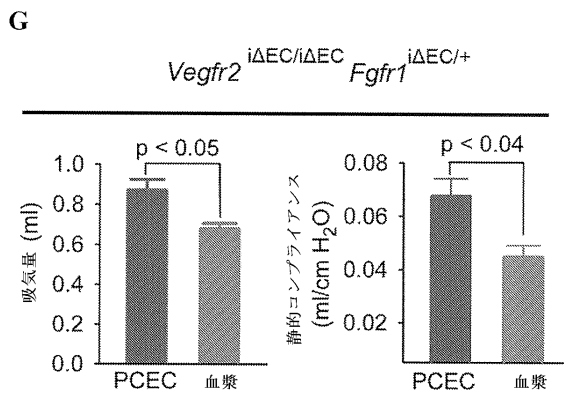 G
Vegfr2 iΔEC/iΔEC Fgfr1 iΔEC/+
p < 0.05
吸気量 (ml)
1.0
0.8
0.6
0.4
0.2
0.0
PCEC 血漿
p < 0.04
静的コンプライアンス
(ml/cm H₂O)
0.08
0.06
0.04
0.02
PCEC 血漿